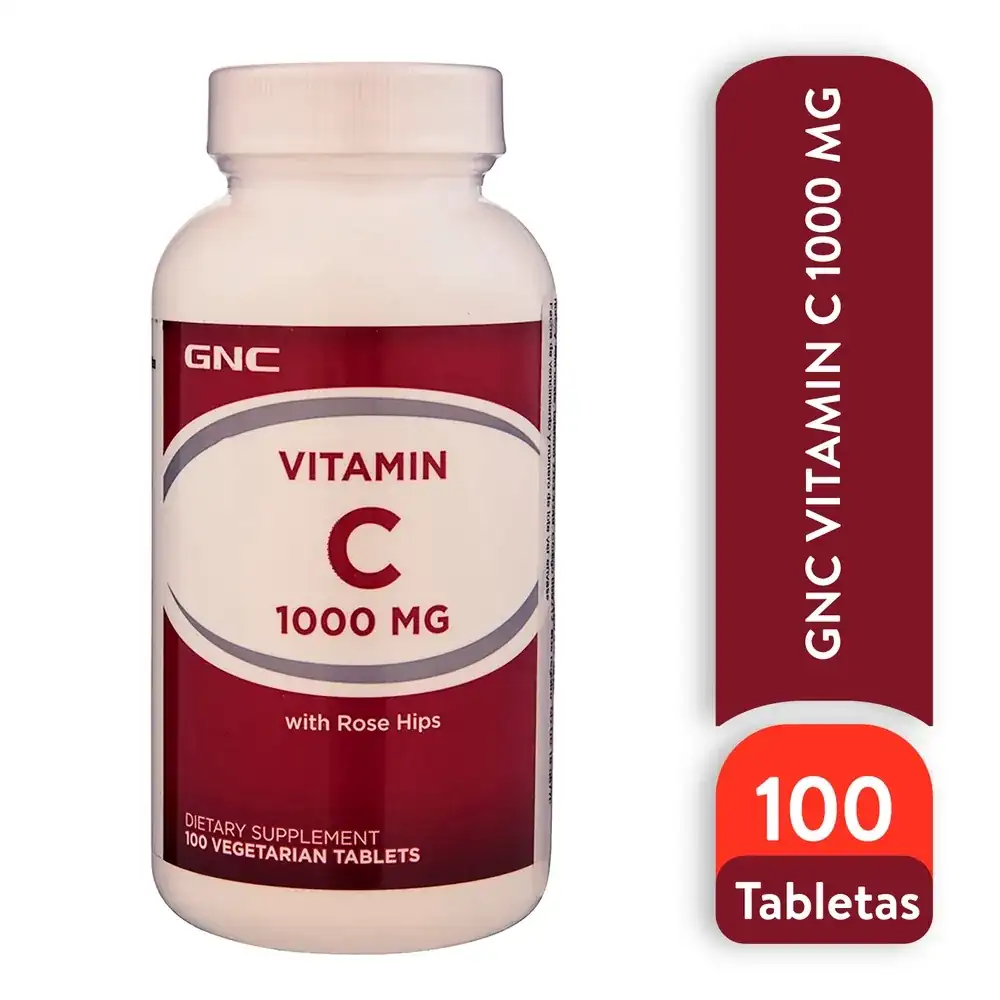 GNC
VITAMIN
C
1000 MG
with Rose Hips
DIETARY SUPPLEMENT
100 VEGETARIAN TABLETS
GNC VITAMIN C 1000 MG
100
Tabletas